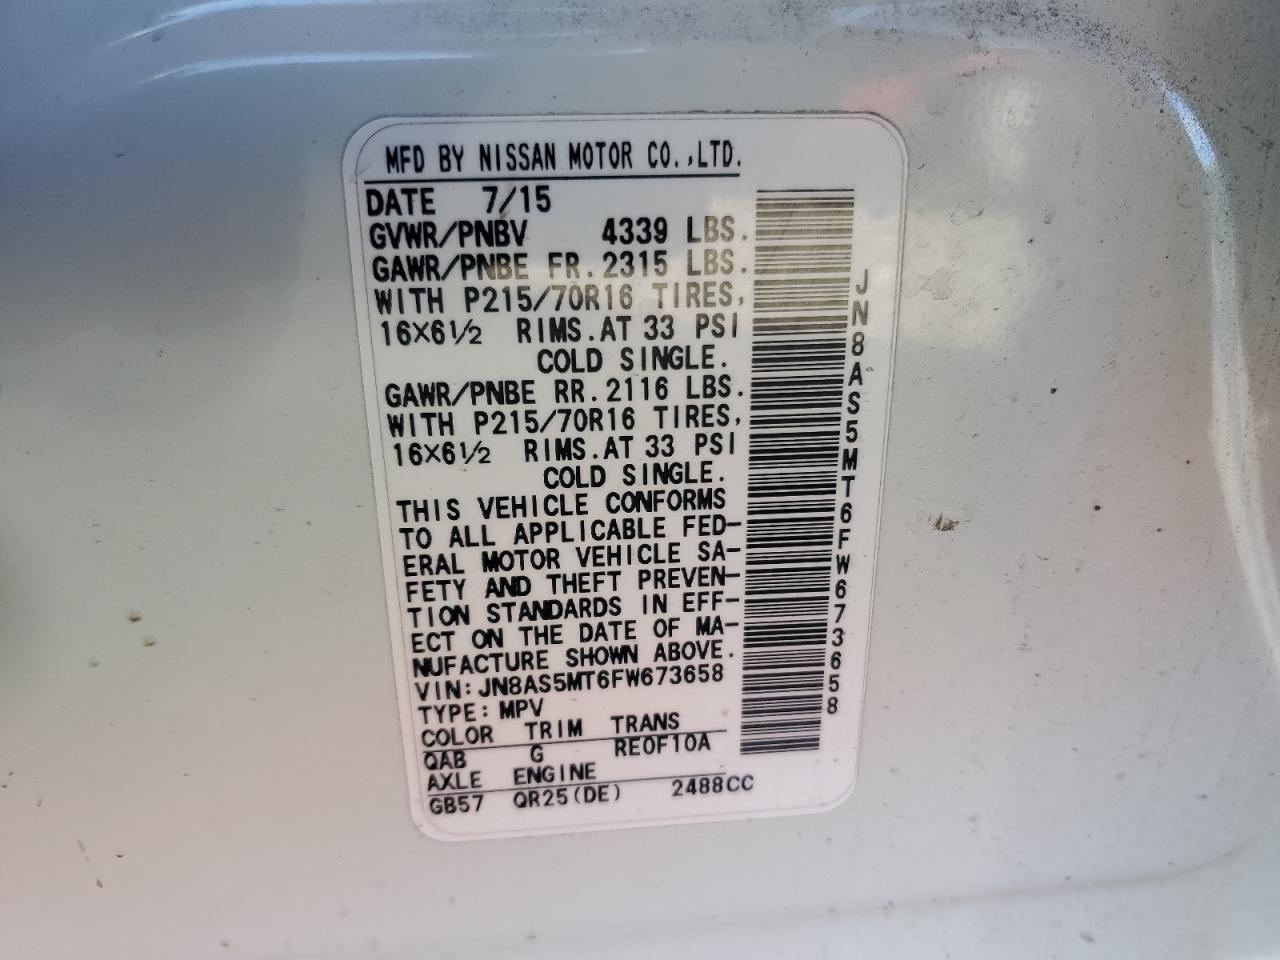 MFD BY NISSAN MOTOR CO.,LTD.
DATE 7/15
GVWR/PNBV 4339 LBS.
GAWR/PNBE FR.2315 LBS.
WITH P215/70R16 TIRES,
16X6½ RIMS.AT 33 PSI
COLD SINGLE.
GAWR/PNBE RR.2116 LBS.
WITH P215/70R16 TIRES,
16X6½ RIMS.AT 33 PSI
COLD SINGLE.
THIS VEHICLE CONFORMS
TO ALL APPLICABLE FED-
ERAL MOTOR VEHICLE SA-
FETY AND THEFT PREVEN-
TION STANDARDS IN EFF-
ECT ON THE DATE OF MA-
NUFACTURE SHOWN ABOVE.
VIN:JN8AS5MT6FW673658
TYPE:MPV
COLOR TRIM TRANS
QAB G RE0F10A
AXLE ENGINE
GB57 QR25(DE) 2488CC
JN8AS5MT6FW673658